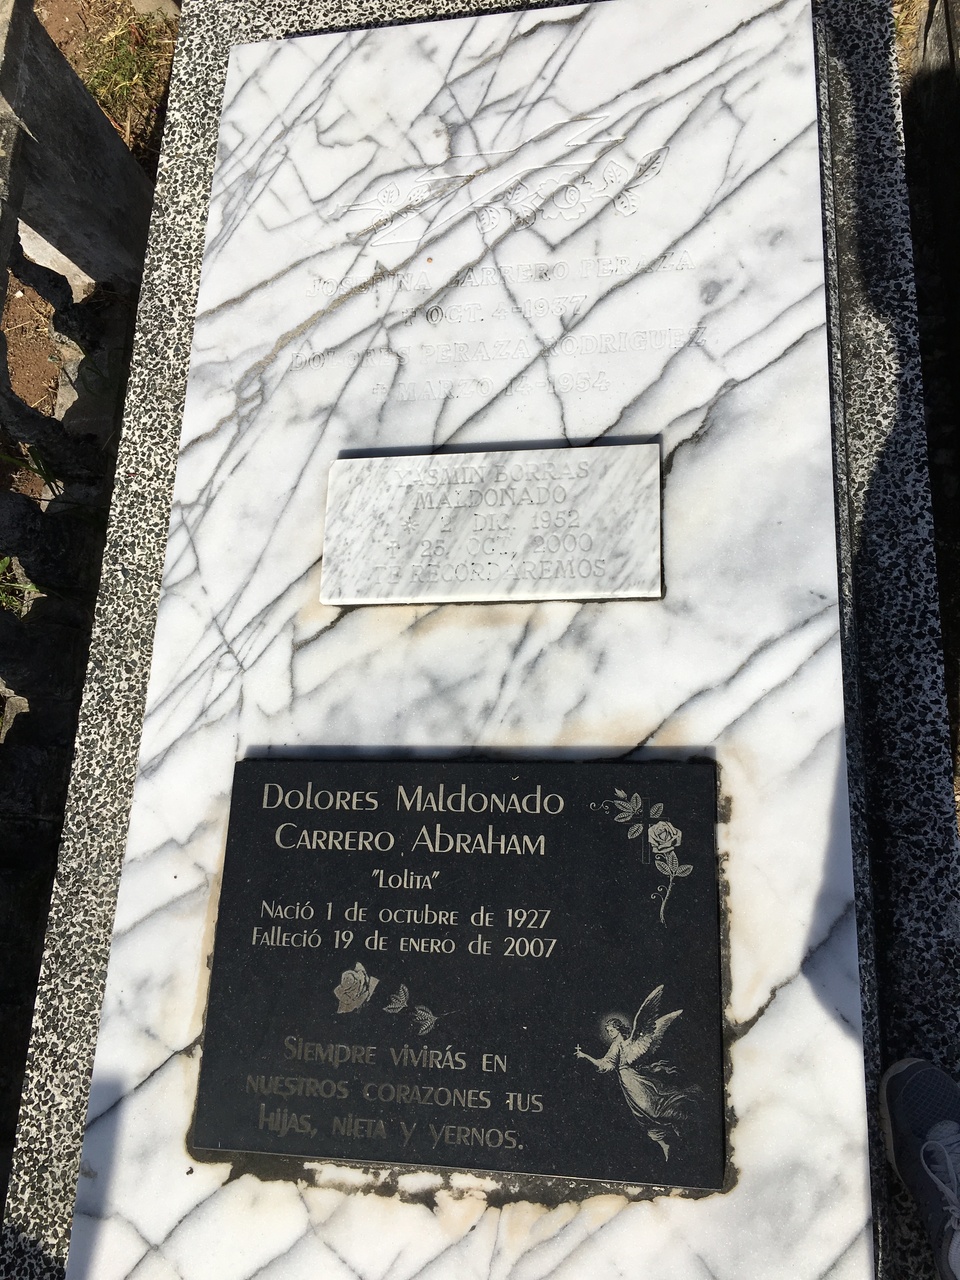 JOSEFINA CARRERO PERAZA
✝ OCT. 4-1937
DOLORES PERAZA RODRIGUEZ
✝ MARZO 14-1954
YASMIN BORRAS
MALDONADO
* 2 DIC. 1952
✝ 25, OCT, 2000
TE RECORDAREMOS
Dolores Maldonado
Carrero Abraham
"Lolita"
Nació 1 de octubre de 1927
Falleció 19 de enero de 2007
Siempre vivirás en
nuestros corazones tus
Hijas, nieta y yernos.